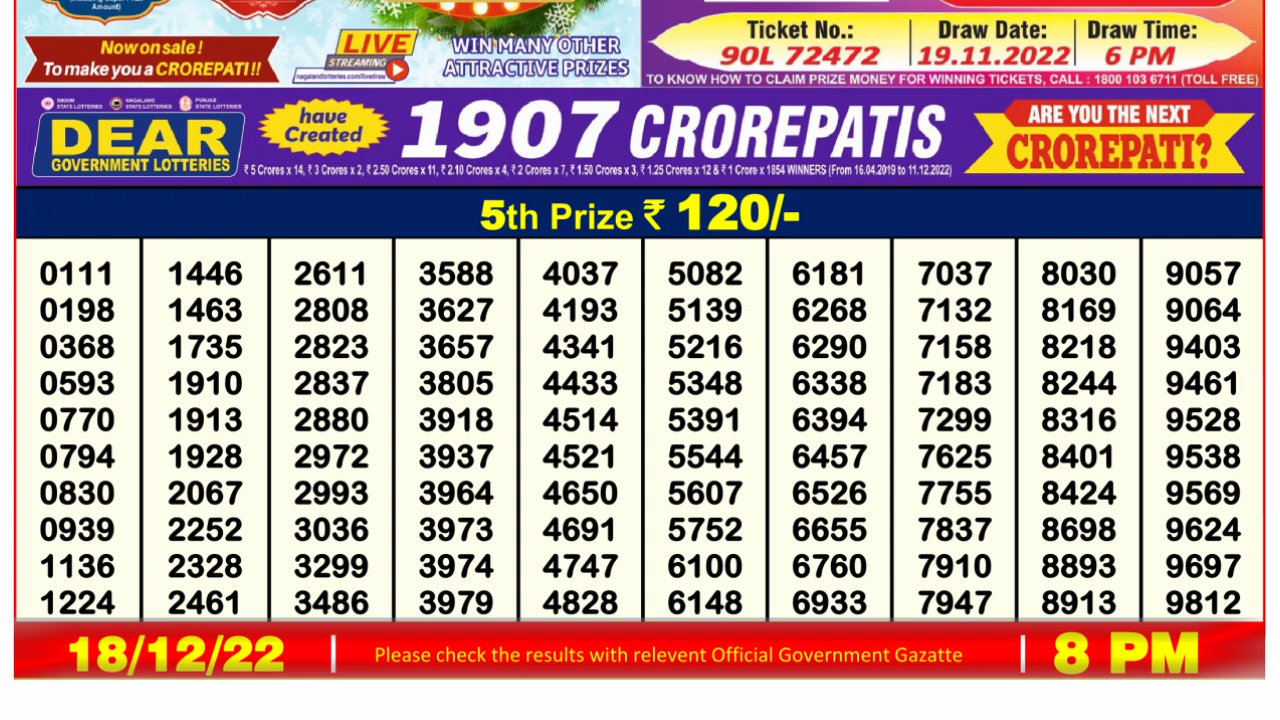 (Including Super Prize
Amount)
Now on sale!
To make you a CROREPATI!!
LIVE
STREAMING
nagalandlotteries.com/livedraw
WIN MANY OTHER
ATTRACTIVE PRIZES
Ticket No.: Draw Date: Draw Time:
90L 72472 19.11.2022 6 PM
TO KNOW HOW TO CLAIM PRIZE MONEY FOR WINNING TICKETS, CALL : 1800 103 6711 (TOLL FREE)
SIKKIM STATE LOTTERIES NAGALAND STATE LOTTERIES PUNJAB STATE LOTTERIES
DEAR
GOVERNMENT LOTTERIES
have
Created
1907 CROREPATIS
₹ 5 Crores x 14, ₹ 3 Crores x 2, ₹ 2.50 Crores x 11, ₹ 2.10 Crores x 4, ₹ 2 Crores x 7, ₹ 1.50 Crores x 3, ₹ 1.25 Crores x 12 & ₹ 1 Crore x 1854 WINNERS (From 16.04.2019 to 11.12.2022)
ARE YOU THE NEXT
CROREPATI?
5th Prize ₹ 120/-
0111 1446 2611 3588 4037 5082 6181 7037 8030 9057
0198 1463 2808 3627 4193 5139 6268 7132 8169 9064
0368 1735 2823 3657 4341 5216 6290 7158 8218 9403
0593 1910 2837 3805 4433 5348 6338 7183 8244 9461
0770 1913 2880 3918 4514 5391 6394 7299 8316 9528
0794 1928 2972 3937 4521 5544 6457 7625 8401 9538
0830 2067 2993 3964 4650 5607 6526 7755 8424 9569
0939 2252 3036 3973 4691 5752 6655 7837 8698 9624
1136 2328 3299 3974 4747 6100 6760 7910 8893 9697
1224 2461 3486 3979 4828 6148 6933 7947 8913 9812
18/12/22 Please check the results with relevent Official Government Gazatte 8 PM